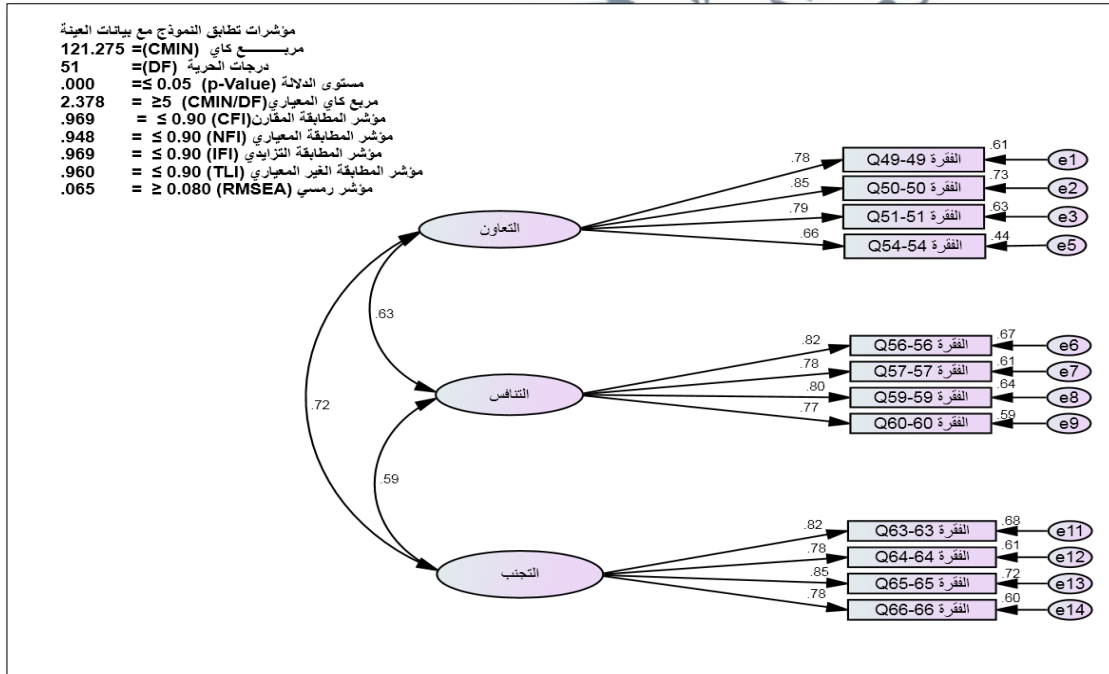 مؤشرات تطابق النموذج مع بيانات العينة
مربـــــــع كاي (CMIN)= 121.275
درجات الحرية (DF)= 51
مستوى الدلالة (p-Value) 0.05 ≥= .000
مربع كاي المعياري(CMIN/DF) 5≤ = 2.378
مؤشر المطابقة المقارن(CFI) 0.90 ≤ = .969
مؤشر المطابقة المعياري (NFI) 0.90 ≤ = .948
مؤشر المطابقة التزايدي (IFI) 0.90 ≤ = .969
مؤشر المطابقة الغير المعياري (TLI) 0.90 ≤ = .960
مؤشر رمسي (RMSEA) 0.080 ≥ = .065
التعاون
.78
الفقرة Q49-49
.61
e1
.85
الفقرة Q50-50
.73
e2
.79
الفقرة Q51-51
.63
e3
.66
الفقرة Q54-54
.44
e5
.63
.72
التنافس
.82
الفقرة Q56-56
.67
e6
.78
الفقرة Q57-57
.61
e7
.80
الفقرة Q59-59
.64
e8
.77
الفقرة Q60-60
.59
e9
.59
التجنب
.82
الفقرة Q63-63
.68
e11
.78
الفقرة Q64-64
.61
e12
.85
الفقرة Q65-65
.72
e13
.78
الفقرة Q66-66
.60
e14